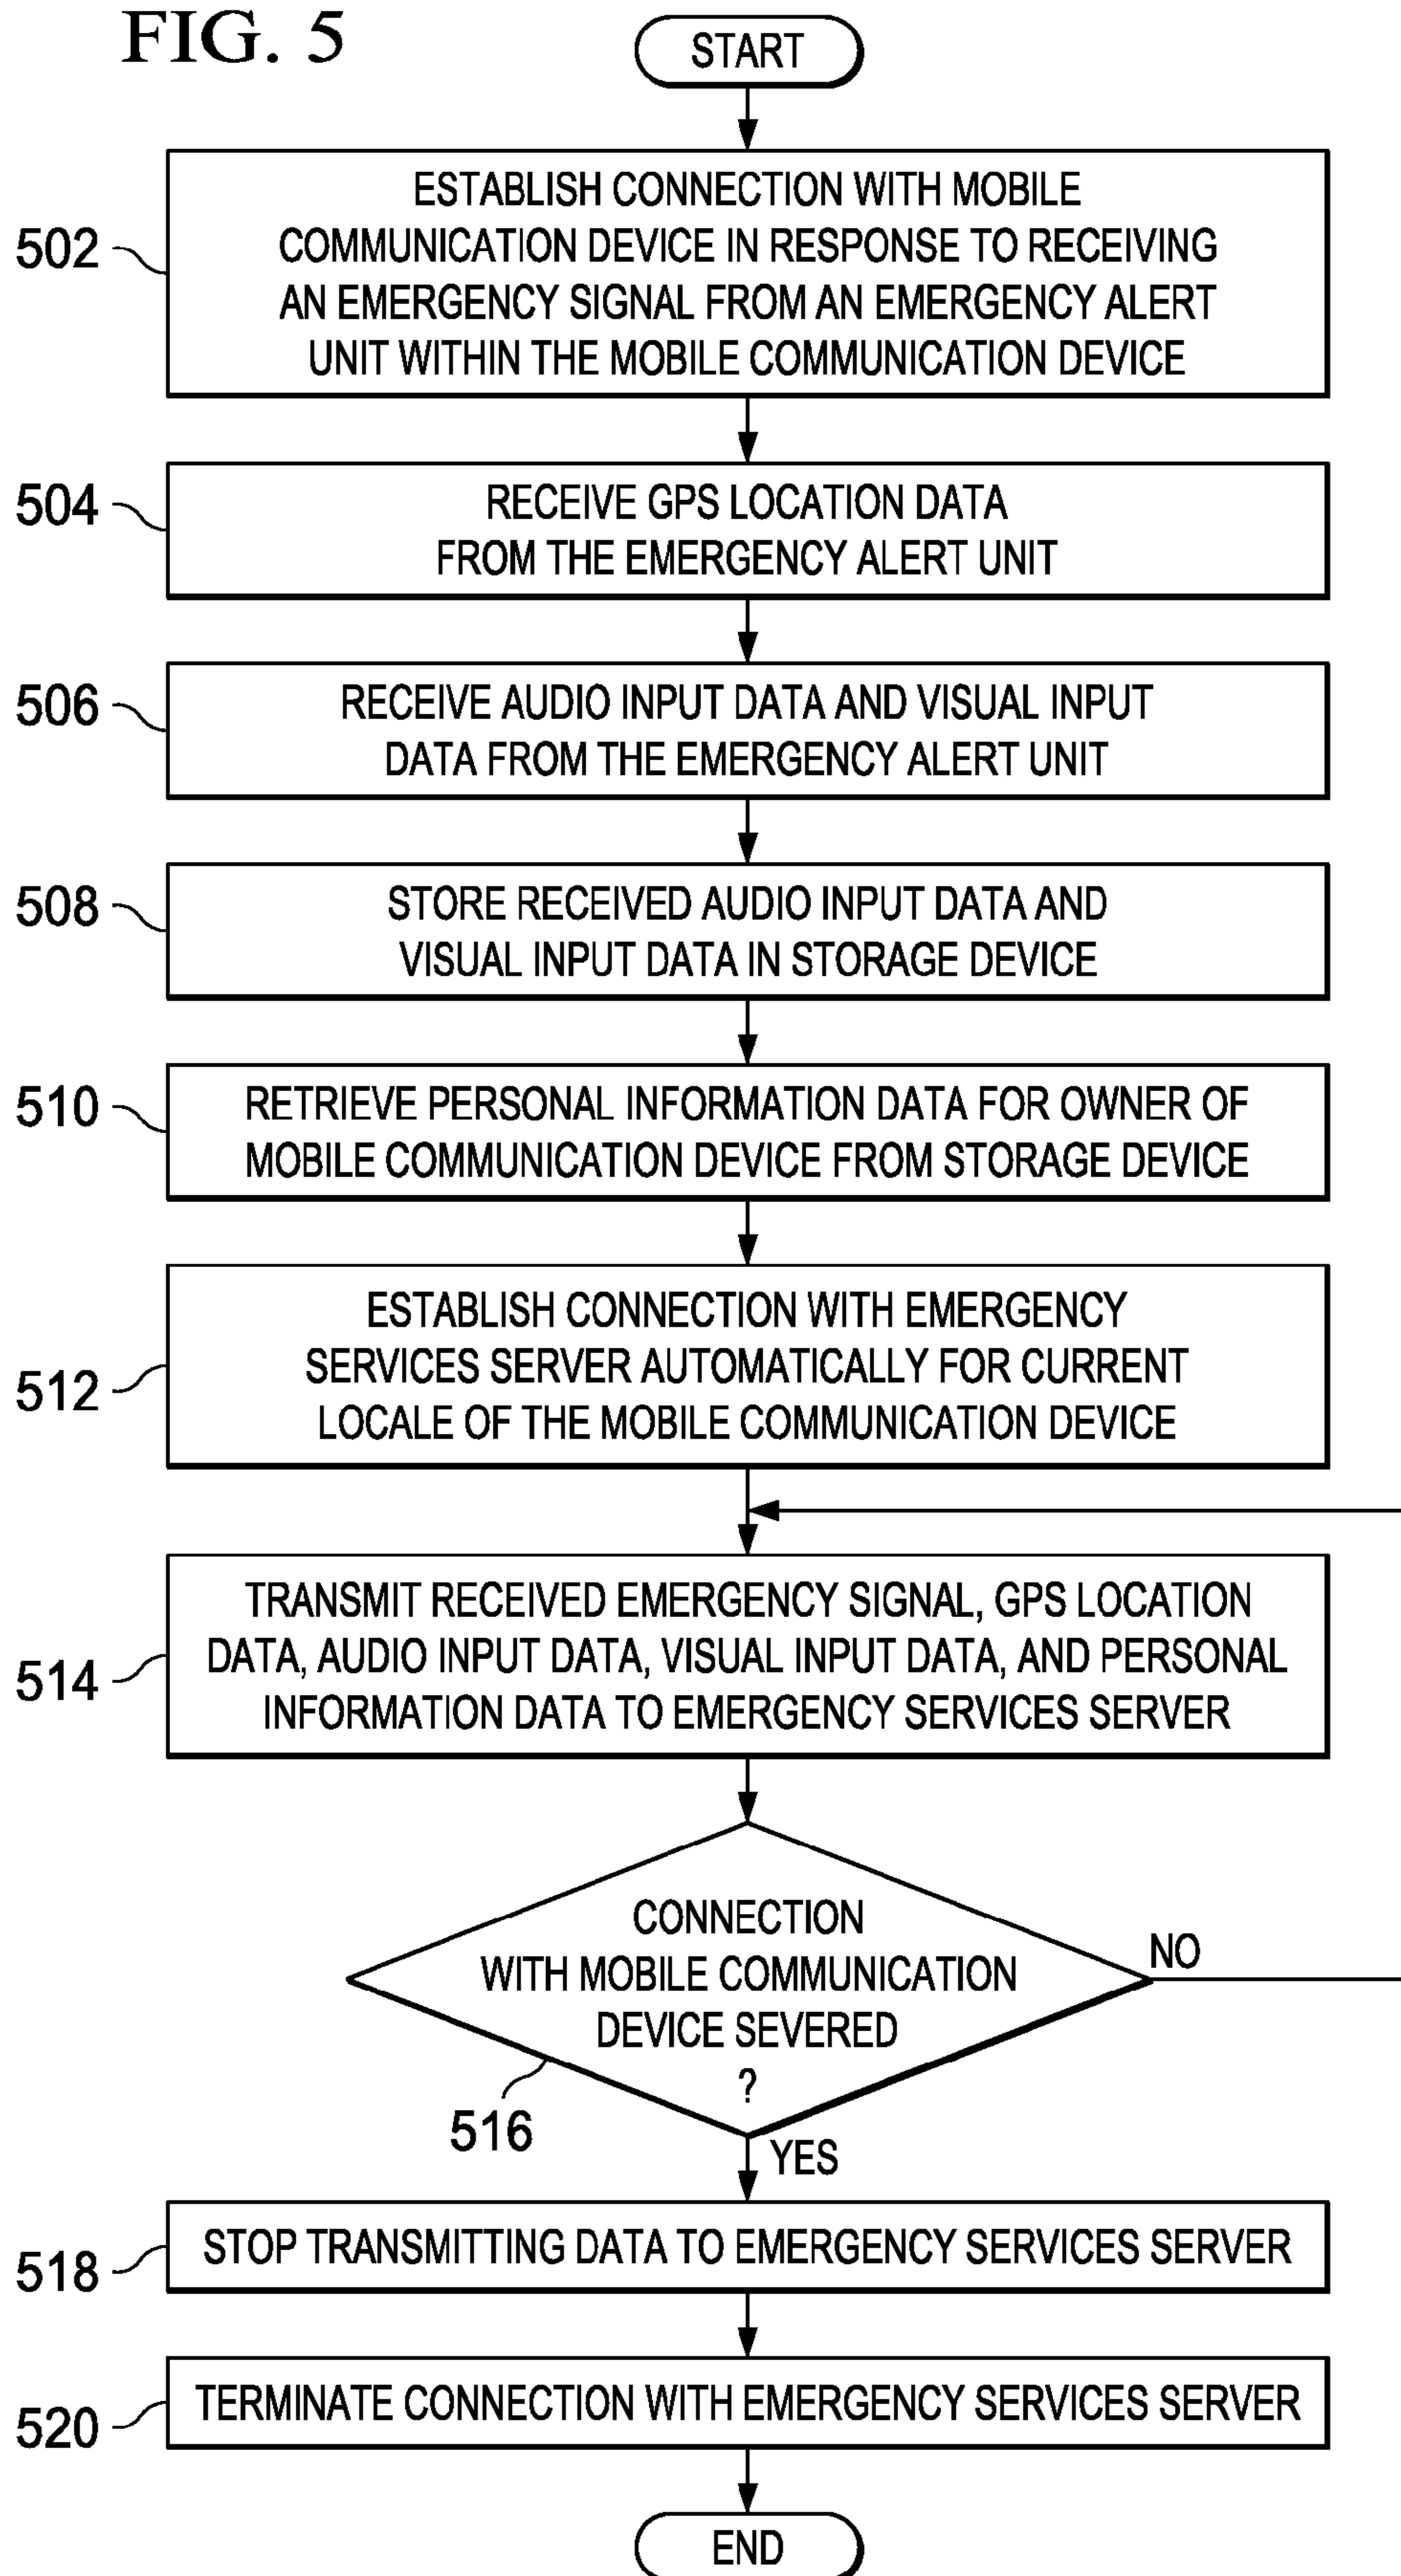 FIG. 5
START
502
ESTABLISH CONNECTION WITH MOBILE
COMMUNICATION DEVICE IN RESPONSE TO RECEIVING
AN EMERGENCY SIGNAL FROM AN EMERGENCY ALERT
UNIT WITHIN THE MOBILE COMMUNICATION DEVICE
504
RECEIVE GPS LOCATION DATA
FROM THE EMERGENCY ALERT UNIT
506
RECEIVE AUDIO INPUT DATA AND VISUAL INPUT
DATA FROM THE EMERGENCY ALERT UNIT
508
STORE RECEIVED AUDIO INPUT DATA AND
VISUAL INPUT DATA IN STORAGE DEVICE
510
RETRIEVE PERSONAL INFORMATION DATA FOR OWNER OF
MOBILE COMMUNICATION DEVICE FROM STORAGE DEVICE
512
ESTABLISH CONNECTION WITH EMERGENCY
SERVICES SERVER AUTOMATICALLY FOR CURRENT
LOCALE OF THE MOBILE COMMUNICATION DEVICE
514
TRANSMIT RECEIVED EMERGENCY SIGNAL, GPS LOCATION
DATA, AUDIO INPUT DATA, VISUAL INPUT DATA, AND PERSONAL
INFORMATION DATA TO EMERGENCY SERVICES SERVER
CONNECTION
WITH MOBILE COMMUNICATION
DEVICE SEVERED
?
NO
516
YES
518
STOP TRANSMITTING DATA TO EMERGENCY SERVICES SERVER
520
TERMINATE CONNECTION WITH EMERGENCY SERVICES SERVER
END